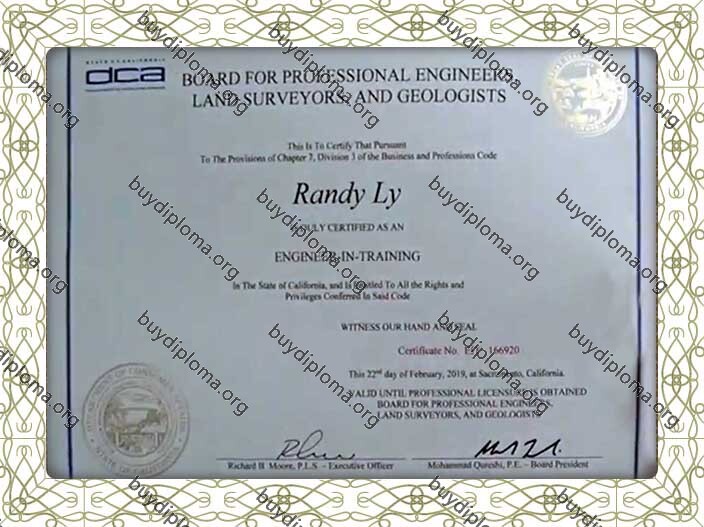 STATE OF CALIFORNIA
dca
BOARD FOR PROFESSIONAL ENGINEERS,
LAND SURVEYORS, AND GEOLOGISTS
This Is To Certify That Pursuant
To The Provisions of Chapter 7, Division 3 of the Business and Professions Code
Randy Ly
IS DULY CERTIFIED AS AN
ENGINEER-IN-TRAINING
In The State of California, and Is Entitled To All the Rights and
Privileges Conferred In Said Code
WITNESS OUR HAND AND SEAL
Certificate No. 166920
This 22nd day of February, 2019, at Sacramento, California.
VALID UNTIL PROFESSIONAL LICENSURE IS OBTAINED
BOARD FOR PROFESSIONAL ENGINEERS,
LAND SURVEYORS, AND GEOLOGISTS
Richard B. Moore, P.L.S. – Executive Officer
Mohammad Qureshi, P.E. – Board President
buydiploma.org